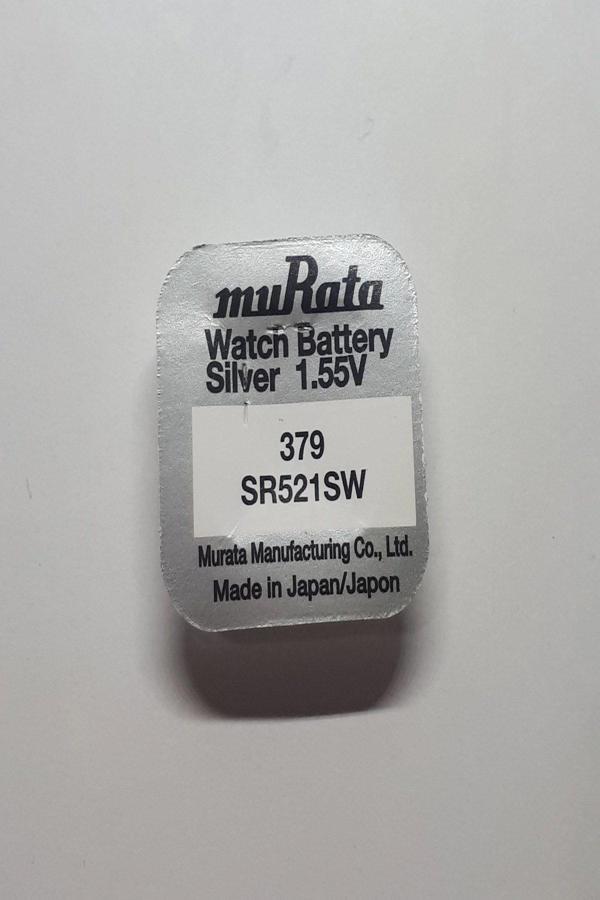 muRata
Watch Battery
Silver 1.55V
379
SR521SW
Murata Manufacturing Co., Ltd.
Made in Japan/Japon